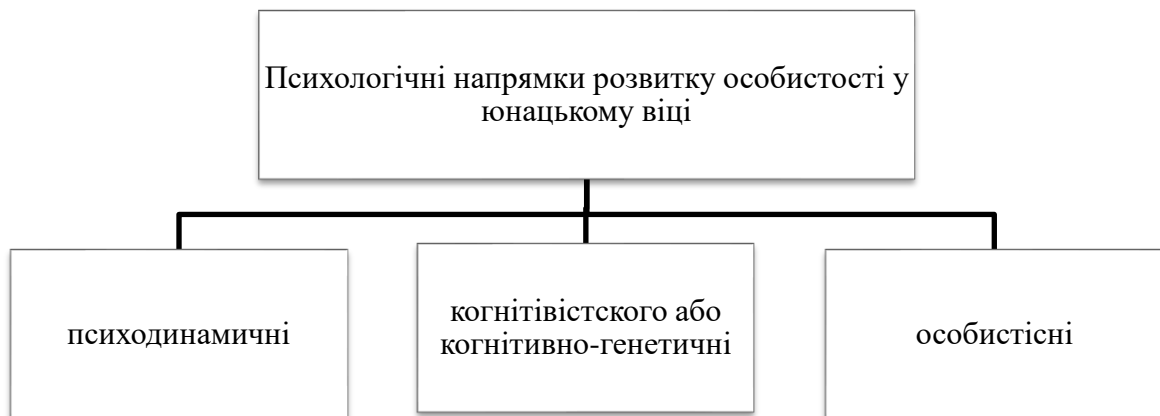 Психологічні напрямки розвитку особистості у
юнацькому віці
психодинамичні
когнітівістского або
когнітивно-генетичні
особистісні